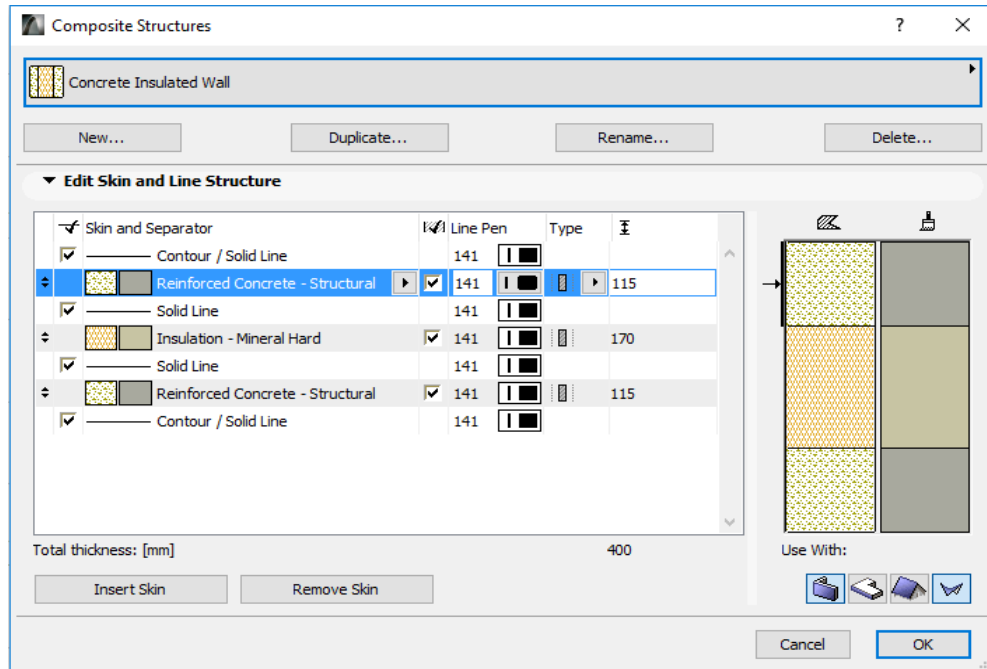 Composite Structures ?
Concrete Insulated Wall
New... Duplicate... Rename... Delete...
Edit Skin and Line Structure
Skin and Separator Line Pen Type
Contour / Solid Line 141
Reinforced Concrete - Structural 141 115
Solid Line 141
Insulation - Mineral Hard 141 170
Solid Line 141
Reinforced Concrete - Structural 141 115
Contour / Solid Line 141
Total thickness: [mm] 400
Use With:
Insert Skin Remove Skin
Cancel OK